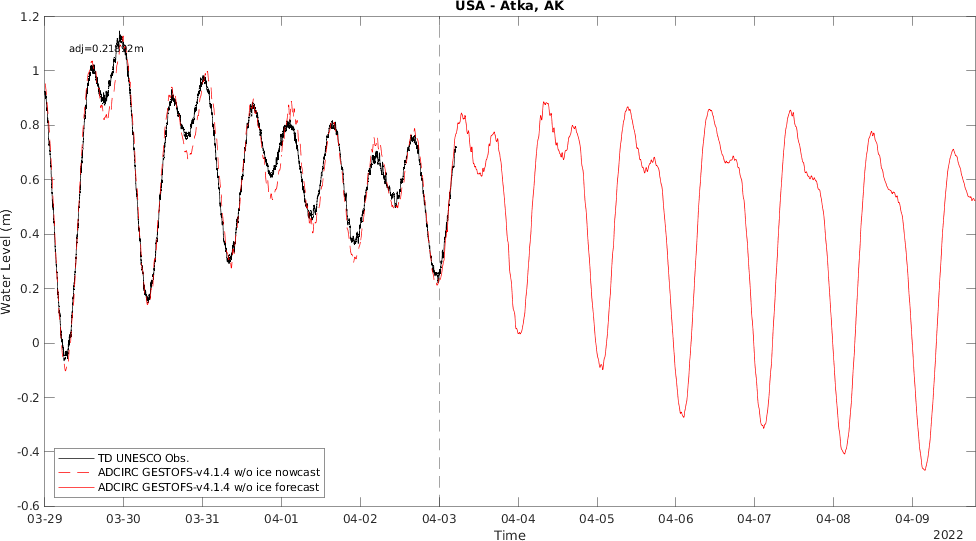 USA - Atka, AK
1.2
1
0.8
0.6
0.4
0.2
0
-0.2
-0.4
-0.6
Water Level (m)
adj=0.21892m
TD UNESCO Obs.
ADCIRC GESTOFS-v4.1.4 w/o ice nowcast
ADCIRC GESTOFS-v4.1.4 w/o ice forecast
03-29 03-30 03-31 04-01 04-02 04-03 04-04 04-05 04-06 04-07 04-08 04-09
Time
2022